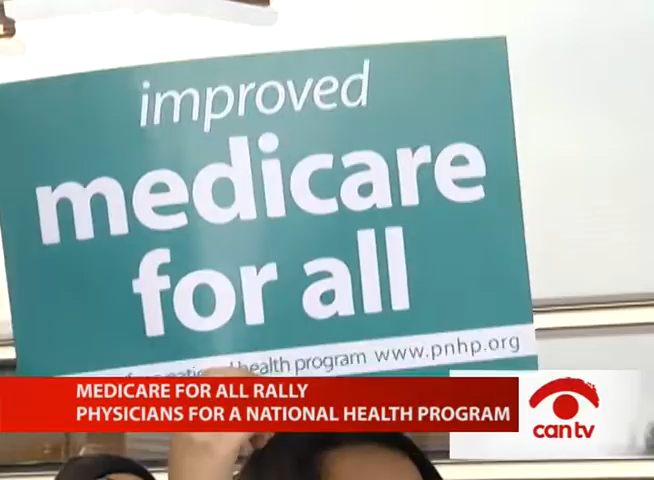 improved
medicare
for all
health program www.pnhp.org
MEDICARE FOR ALL RALLY
PHYSICIANS FOR A NATIONAL HEALTH PROGRAM
can tv